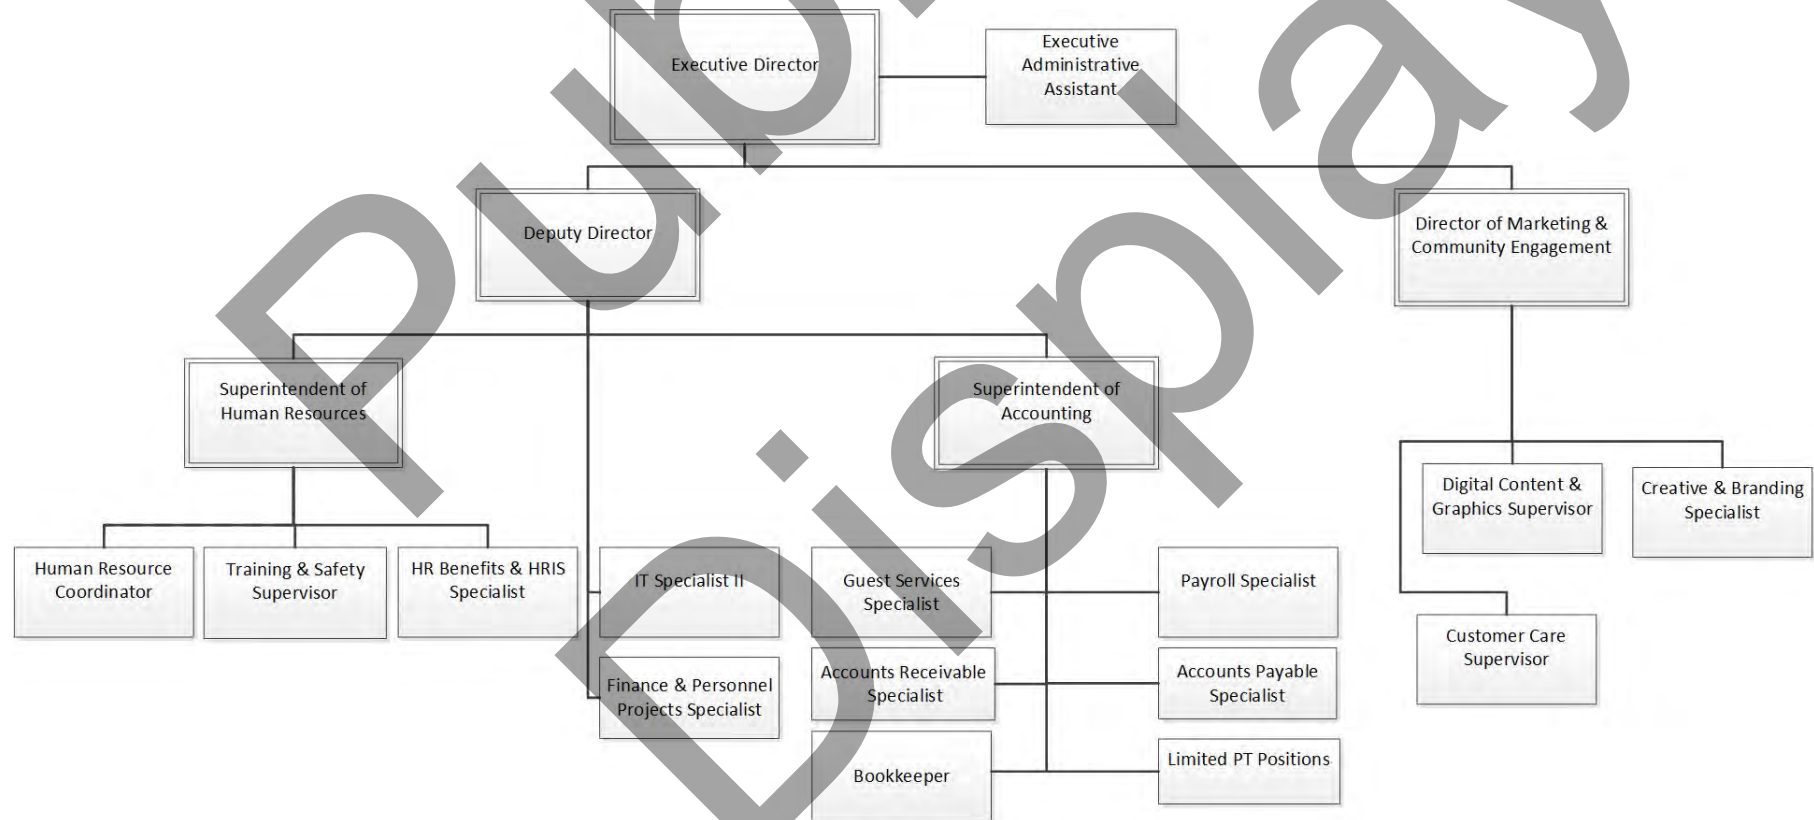 Executive Director
Executive
Administrative
Assistant
Deputy Director
Director of Marketing &
Community Engagement
Superintendent of
Human Resources
Superintendent of
Accounting
Digital Content &
Graphics Supervisor
Creative & Branding
Specialist
Human Resource
Coordinator
Training & Safety
Supervisor
HR Benefits & HRIS
Specialist
IT Specialist II
Guest Services
Specialist
Payroll Specialist
Customer Care
Supervisor
Finance & Personnel
Projects Specialist
Accounts Receivable
Specialist
Accounts Payable
Specialist
Bookkeeper
Limited PT Positions
Display